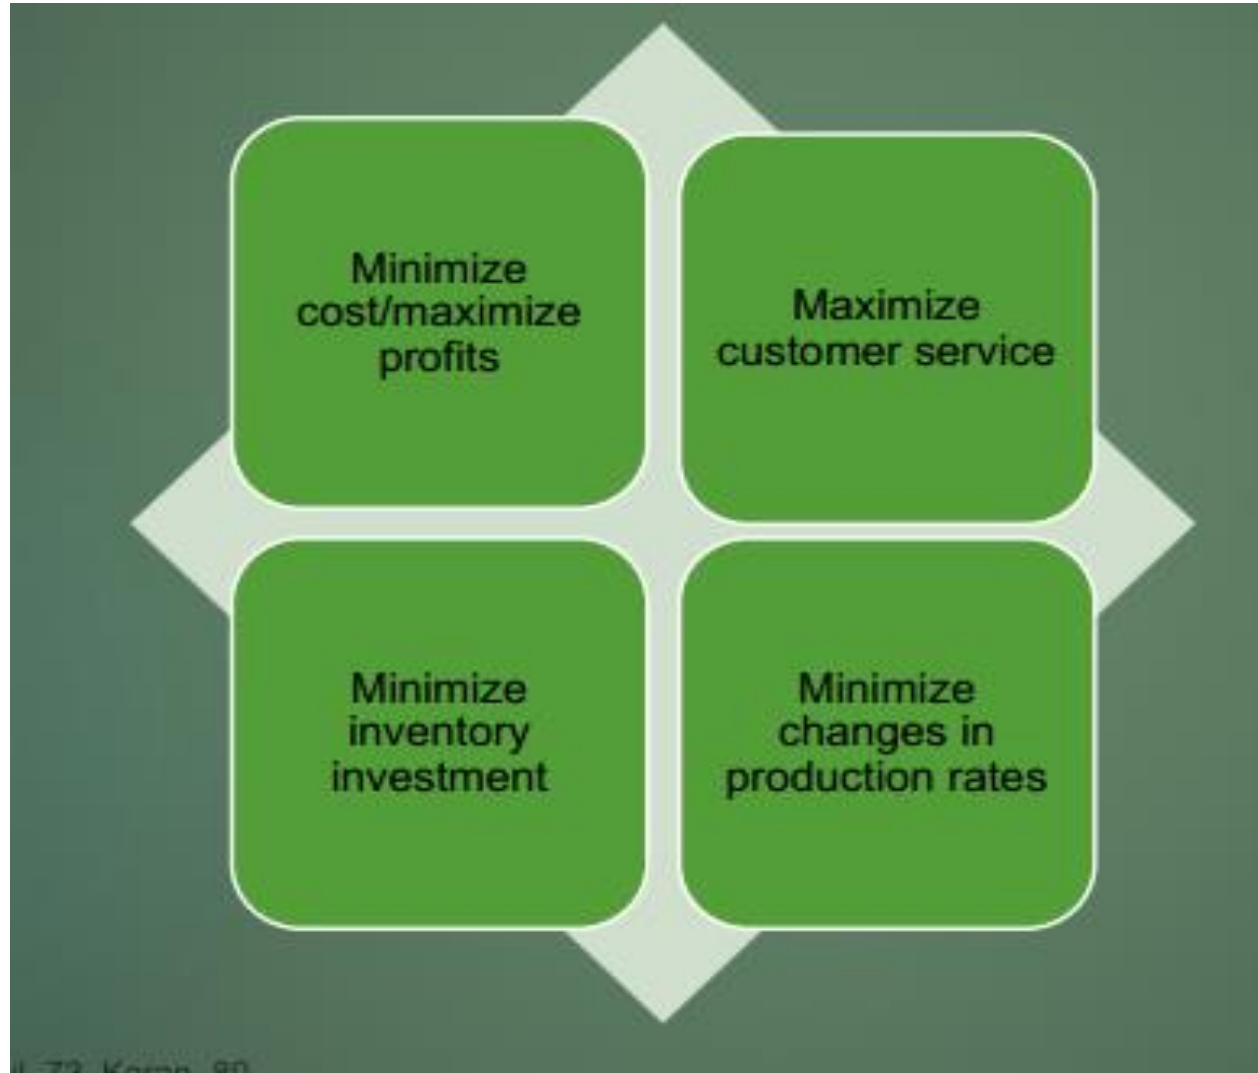 Minimize
cost/maximize
profits
Maximize
customer service
Minimize
inventory
investment
Minimize
changes in
production rates